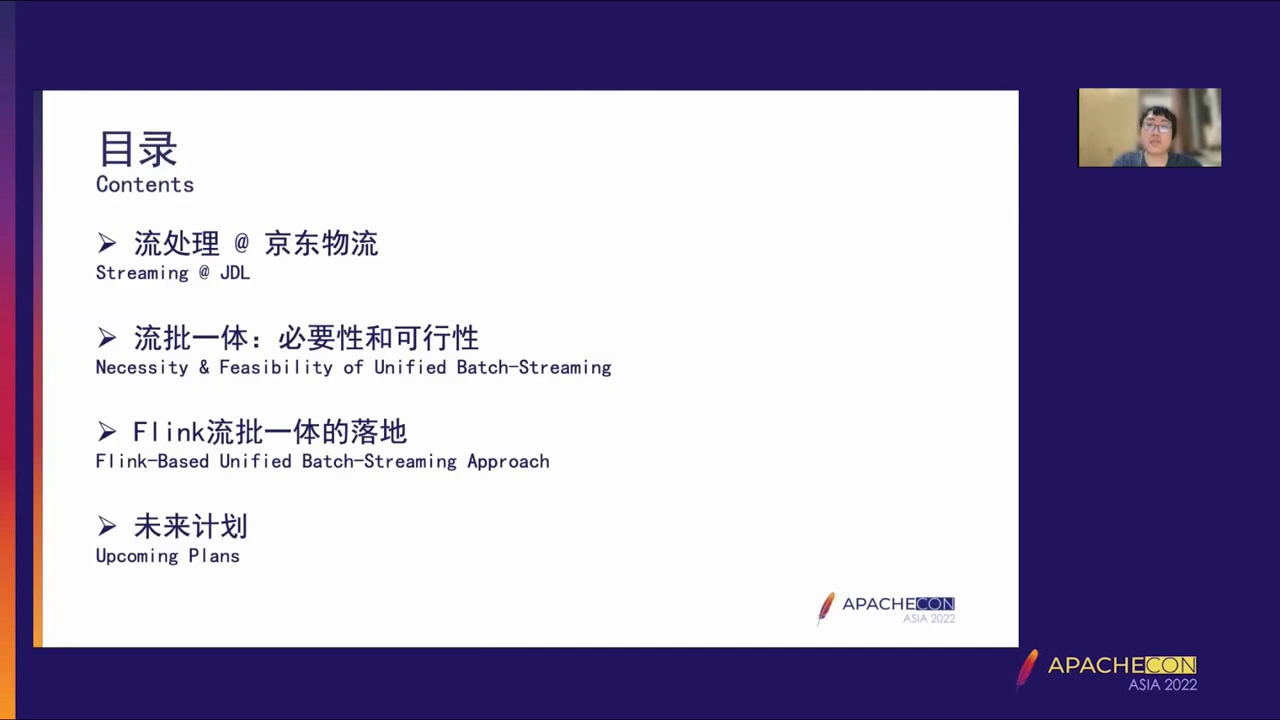 目录
Contents
➢ 流处理 @ 京东物流
Streaming @ JDL
➢ 流批一体：必要性和可行性
Necessity & Feasibility of Unified Batch-Streaming
➢ Flink流批一体的落地
Flink-Based Unified Batch-Streaming Approach
➢ 未来计划
Upcoming Plans
APACHECON
ASIA 2022
APACHECON
ASIA 2022